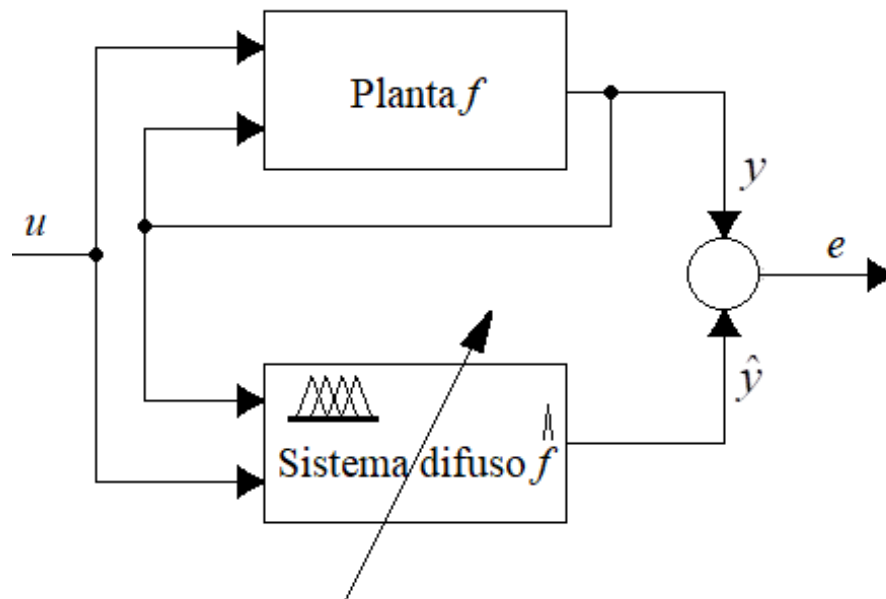 Planta f
y
u
e
ŷ
Sistema difuso f̂